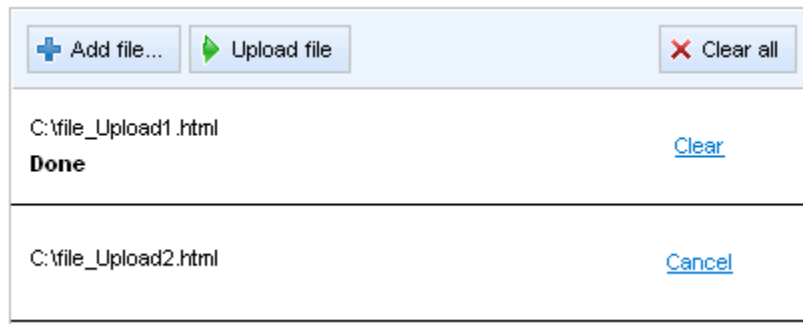 Add file... Upload file Clear all
C:\file_Upload1.html Clear
Done
C:\file_Upload2.html Cancel